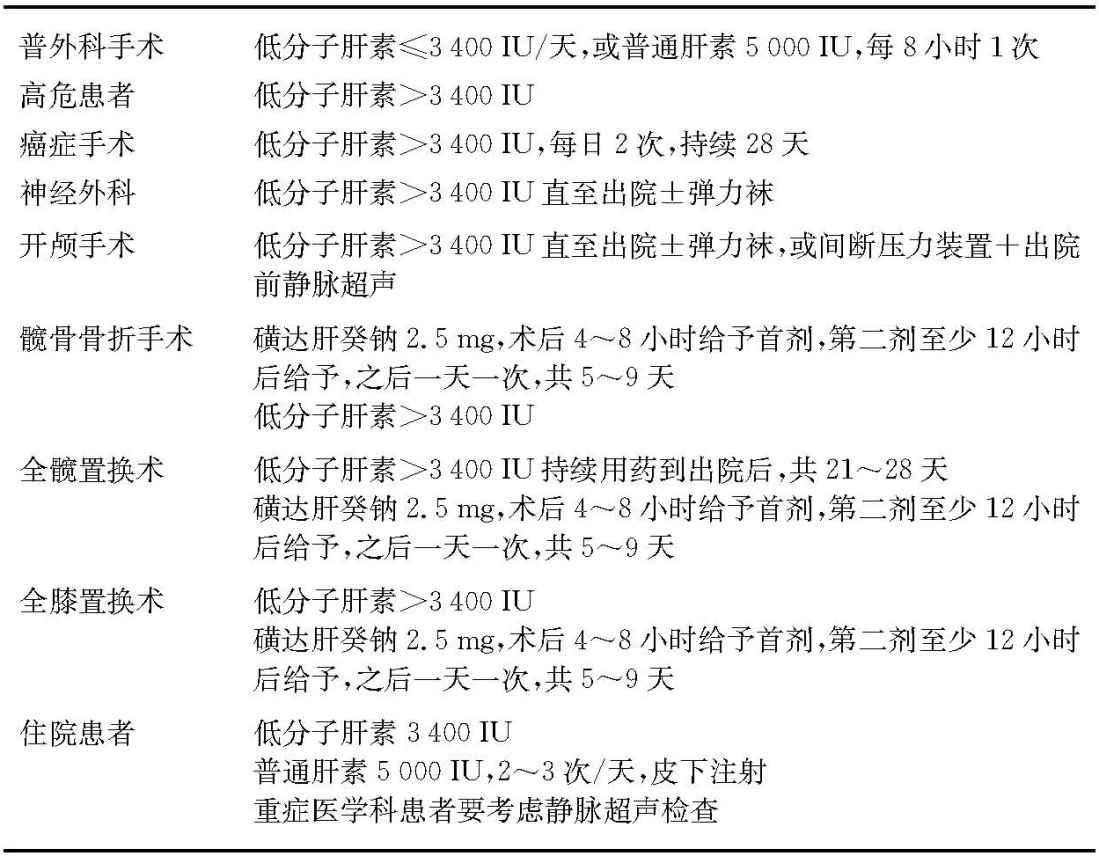 普外科手术 低分子肝素≤3 400 IU/天,或普通肝素 5 000 IU,每 8 小时 1 次
高危患者 低分子肝素>3 400 IU
癌症手术 低分子肝素>3 400 IU,每日 2 次,持续 28 天
神经外科 低分子肝素>3 400 IU 直至出院±弹力袜
开颅手术 低分子肝素>3 400 IU 直至出院±弹力袜,或间断压力装置+出院
前静脉超声
髋骨骨折手术 磺达肝癸钠 2.5 mg,术后 4~8 小时给予首剂,第二剂至少 12 小时
后给予,之后一天一次,共 5~9 天
低分子肝素>3 400 IU
全髋置换术 低分子肝素>3 400 IU 持续用药到出院后,共 21~28 天
磺达肝癸钠 2.5 mg,术后 4~8 小时给予首剂,第二剂至少 12 小时
后给予,之后一天一次,共 5~9 天
全膝置换术 低分子肝素>3 400 IU
磺达肝癸钠 2.5 mg,术后 4~8 小时给予首剂,第二剂至少 12 小时
后给予,之后一天一次,共 5~9 天
住院患者 低分子肝素 3 400 IU
普通肝素 5 000 IU,2~3 次/天,皮下注射
重症医学科患者要考虑静脉超声检查